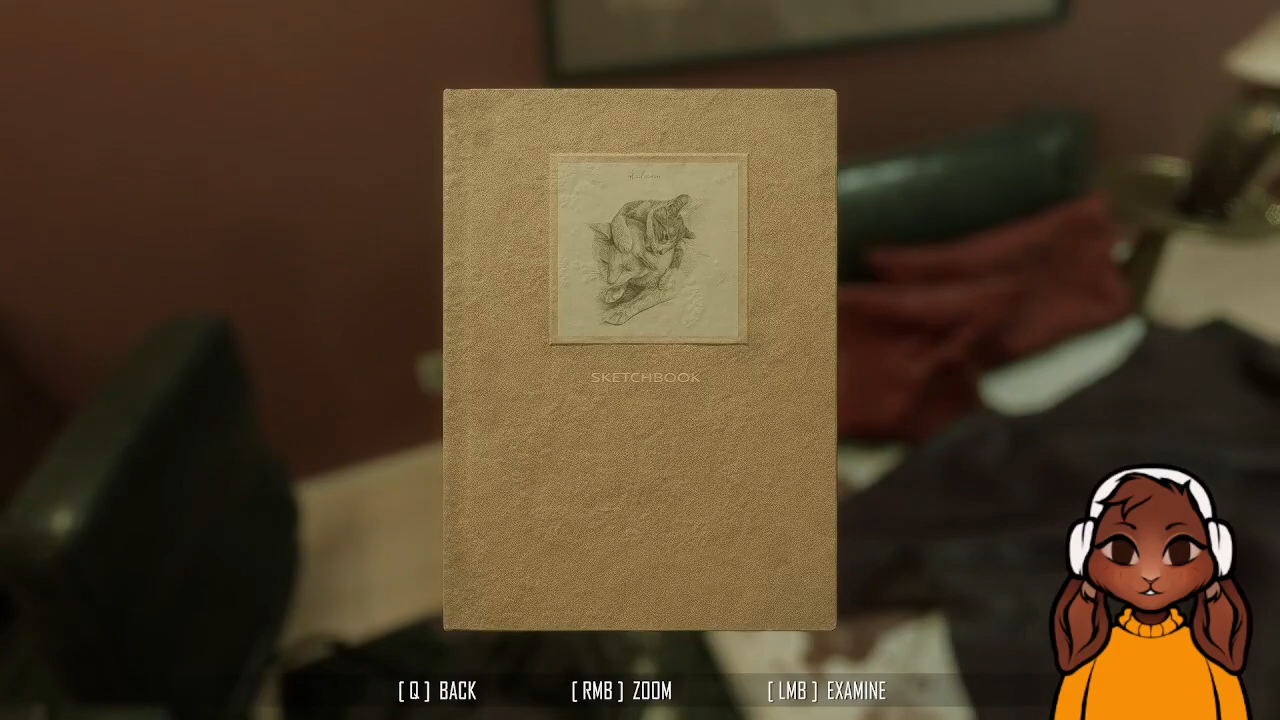 SKETCHBOOK
[ Q ] BACK
[ RMB ] ZOOM
[ LMB ] EXAMINE